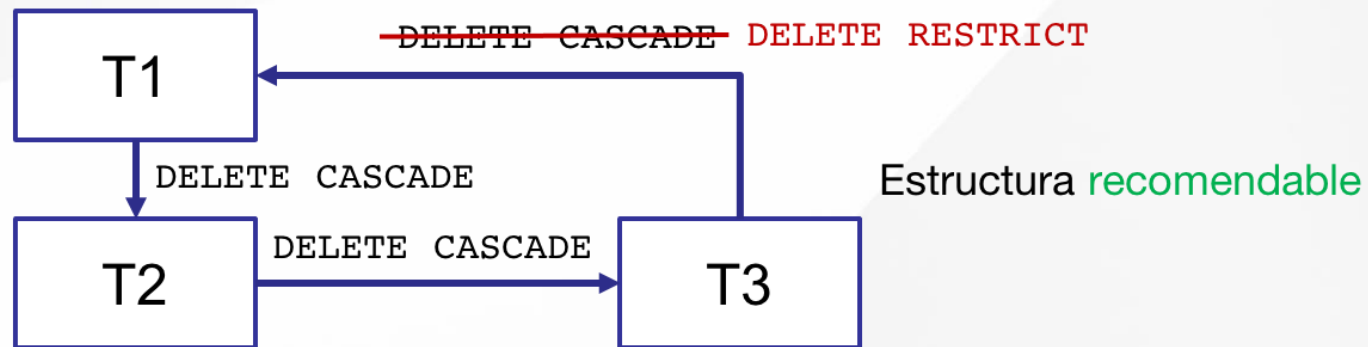 DELETE CASCADE DELETE RESTRICT
T1
DELETE CASCADE
Estructura recomendable
DELETE CASCADE
T2
T3